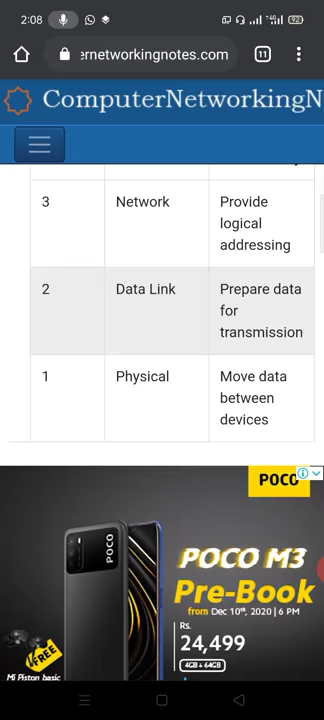 2:08
4G
92
ernetworkingnotes.com
11
ComputerNetworkingN
3 Network Provide logical addressing
2 Data Link Prepare data for transmission
1 Physical Move data between devices
POCO
POCO
POCO M3
Pre-Book
from Dec 10th, 2020 | 6 PM
Rs.
24,499
4GB + 64GB
FREE
Mi Piston basic